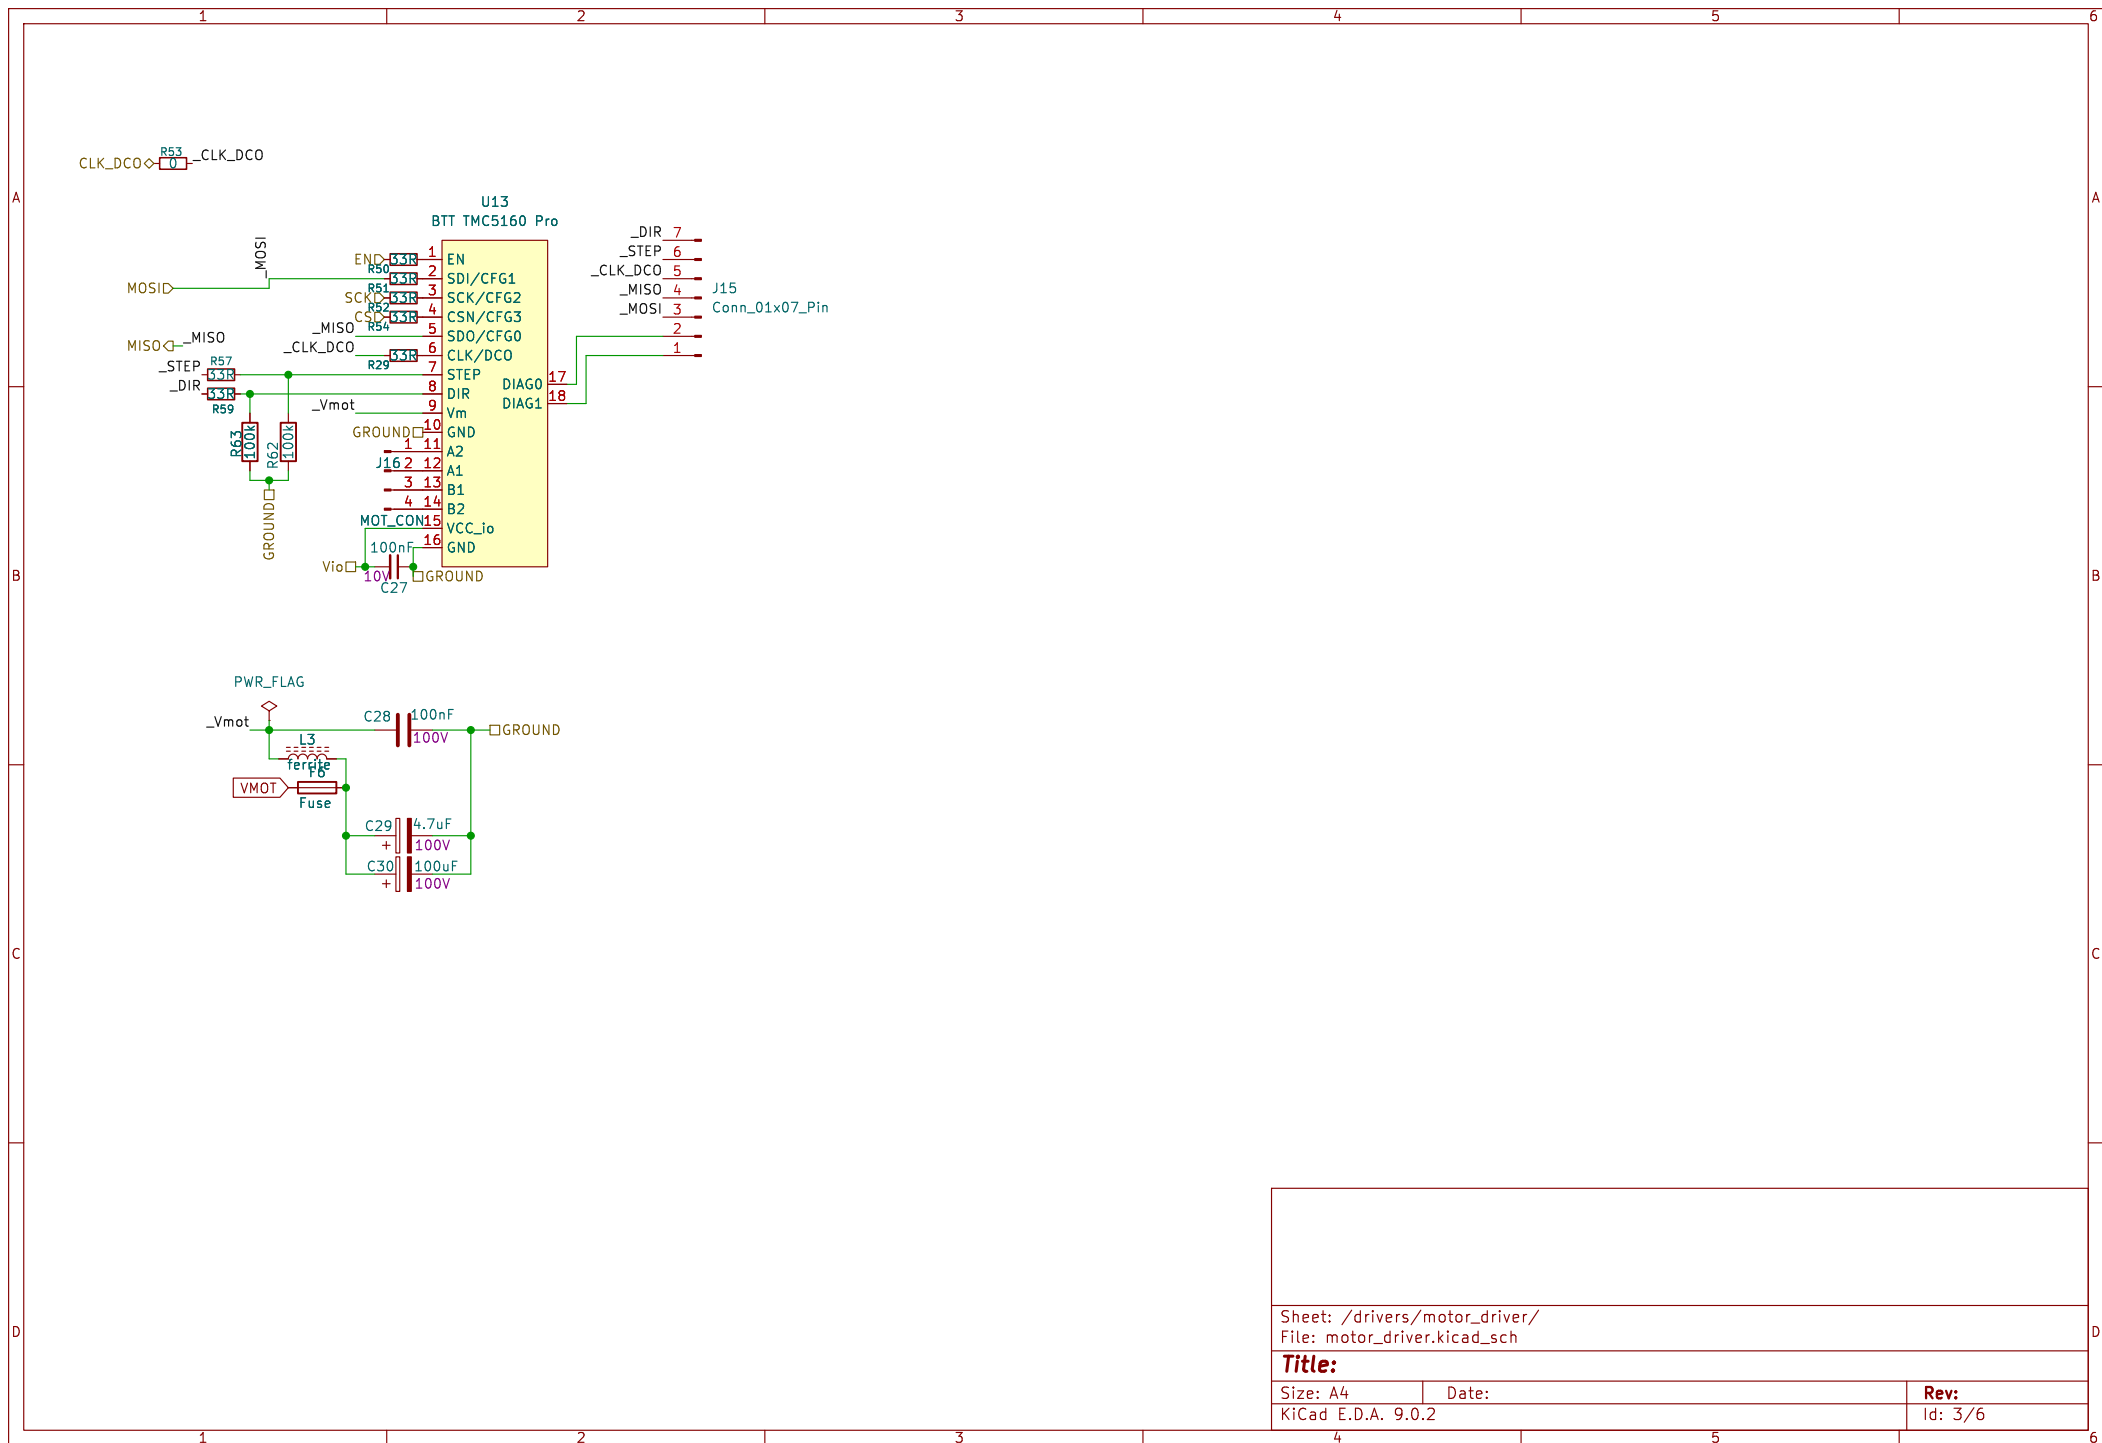 1 2 3 4 5 6
A A
B B
C C
D D
1 2 3 4 5 6
R53
CLK_DCO 0 _CLK_DCO
U13
BTT TMC5160 Pro
_MOSI
MOSI
EN 33R 1 EN
R50
33R 2 SDI/CFG1
R51
SCK 33R 3 SCK/CFG2
R52
CS 33R 4 CSN/CFG3
R54
_MISO 5 SDO/CFG0
_CLK_DCO 33R 6 CLK/DCO
R29
MISO _MISO
R57
_STEP 33R 7 STEP
_DIR 33R 8 DIR
R59
_Vmot 9 Vm
GROUND 10 GND
R63 100k
R62 100k
GROUND
1 11 A2
J16 2 12 A1
3 13 B1
4 14 B2
MOT_CON 15 VCC_io
16 GND
100nF
Vio
10V
C27
GROUND
DIAG0 17
DIAG1 18
_DIR 7
_STEP 6
_CLK_DCO 5
_MISO 4
_MOSI 3
2
1
J15
Conn_01x07_Pin
PWR_FLAG
_Vmot
C28 100nF
100V
GROUND
L3
ferrite
F6
VMOT
Fuse
C29 4.7uF
+ 100V
C30 100uF
+ 100V
Sheet: /drivers/motor_driver/
File: motor_driver.kicad_sch
Title:
Size: A4 Date: Rev:
KiCad E.D.A. 9.0.2 Id: 3/6